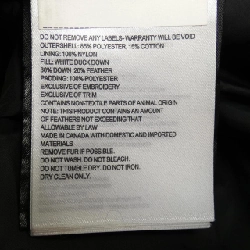 DO NOT REMOVE ANY LABELS-WARRANTY WILL BE VOID
OUTERSHELL: 85% POLYESTER, 15% COTTON
LINING: 100% NYLON
FILL: WHITE DUCK DOWN
80% DOWN 20% FEATHER
PADDING: 100% POLYESTER
EXCLUSIVE OF EMBROIDERY
EXCLUSIVE OF TRIM
CONTAINS NON-TEXTILE PARTS OF ANIMAL ORIGIN
NOTE: THIS PRODUCT CONTAINS AN AMOUNT
OF FEATHERS NOT EXCEEDING THAT
ALLOWABLE BY LAW
MADE IN CANADA WITH DOMESTIC AND IMPORTED
MATERIALS
REMOVE FUR IF POSSIBLE.
DO NOT WASH. DO NOT BLEACH.
DO NOT TUMBLE DRY. DO NOT IRON.
DRY CLEAN ONLY.